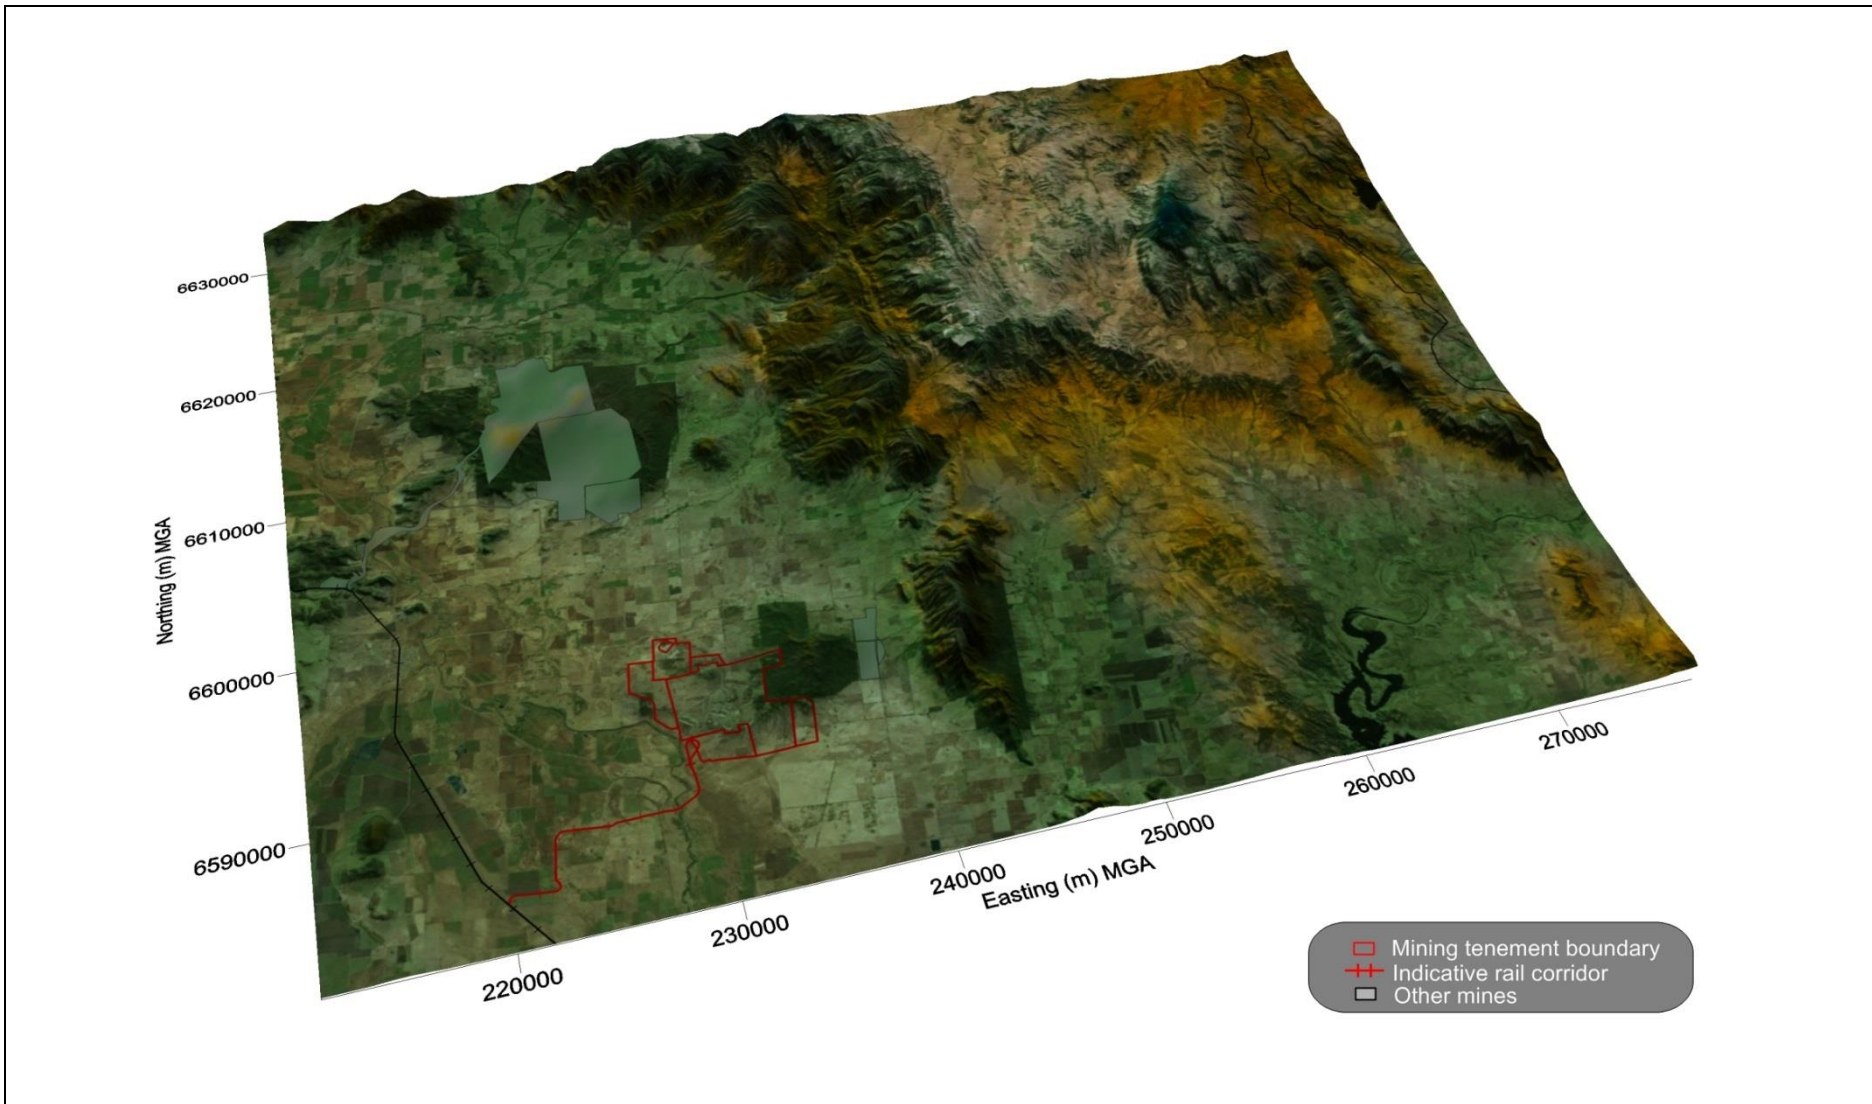 6630000
6620000
6610000
6600000
6590000
Northing (m) MGA
220000
230000
240000
250000
260000
270000
Easting (m) MGA
Mining tenement boundary
Indicative rail corridor
Other mines